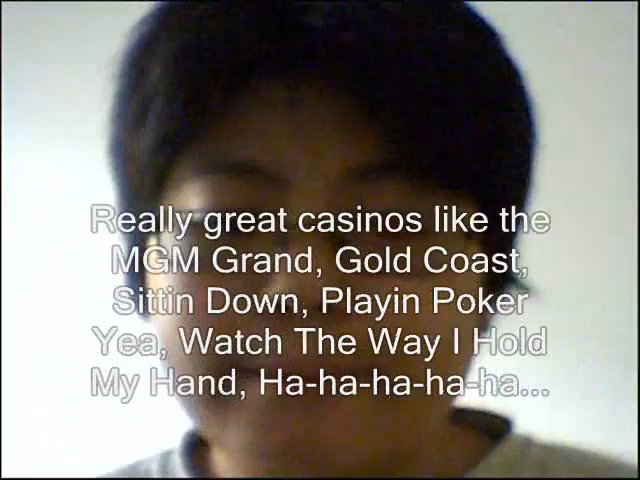 Really great casinos like the
MGM Grand, Gold Coast,
Sittin Down, Playin Poker
Yea, Watch The Way I Hold
My Hand, Ha-ha-ha-ha-ha...